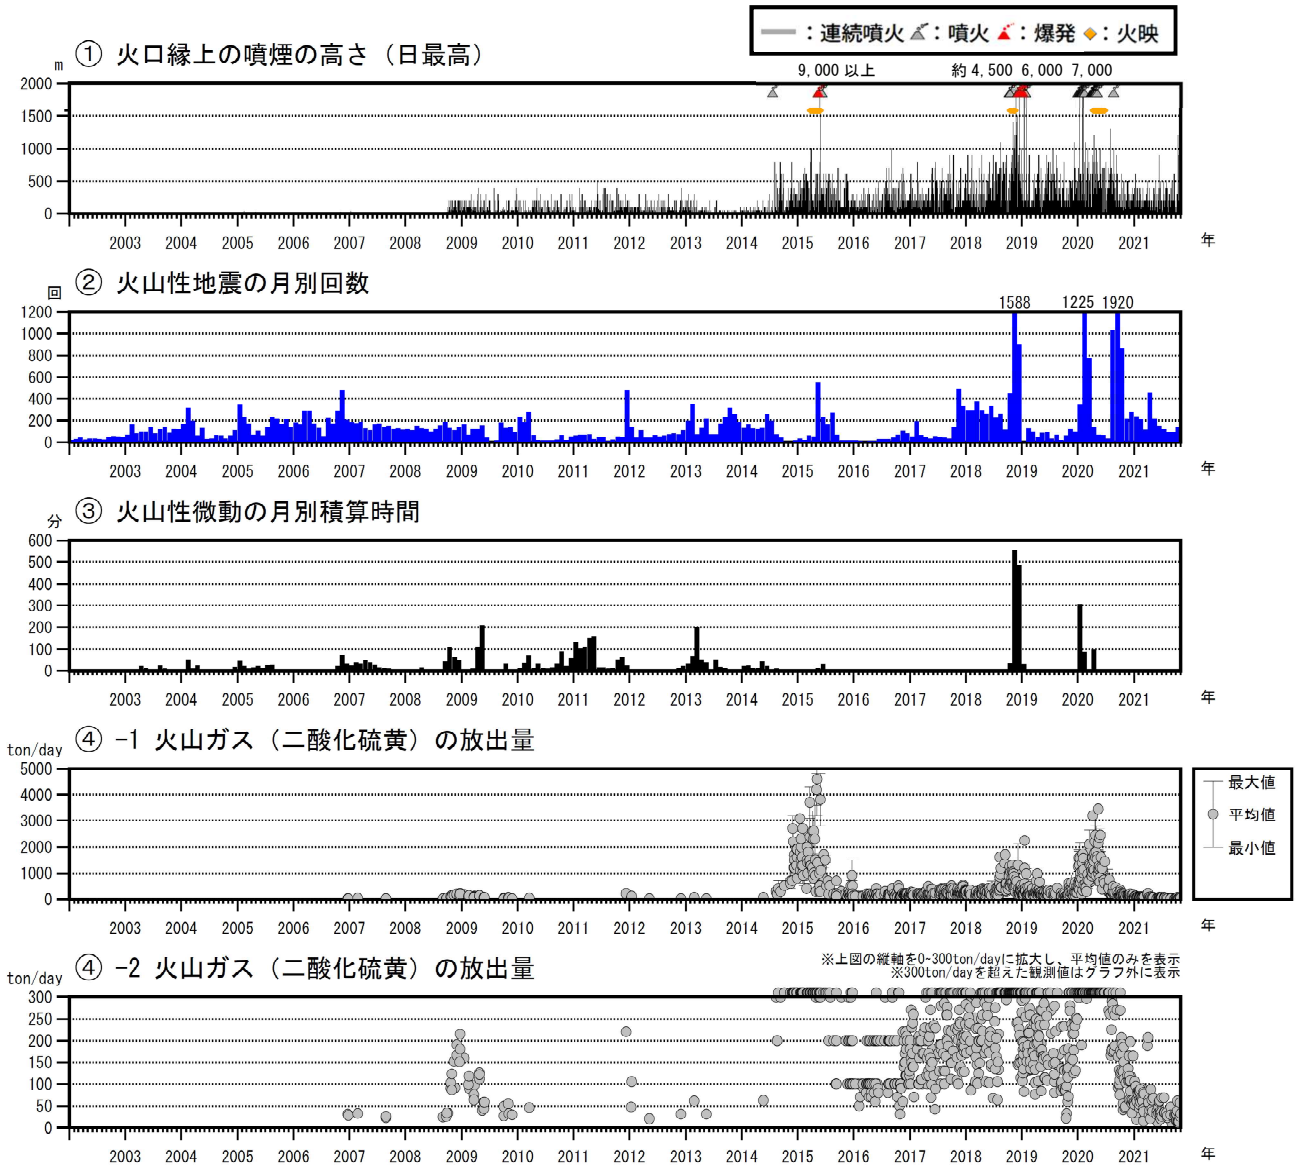 ：連続噴火 ：噴火 ：爆発 ：火映
① 火口縁上の噴煙の高さ（日最高）
m
9,000 以上 約 4,500 6,000 7,000
2000
1500
1000
500
0
2003 2004 2005 2006 2007 2008 2009 2010 2011 2012 2013 2014 2015 2016 2017 2018 2019 2020 2021 年
② 火山性地震の月別回数
回
1588 1225 1920
1200
1000
800
600
400
200
0
2003 2004 2005 2006 2007 2008 2009 2010 2011 2012 2013 2014 2015 2016 2017 2018 2019 2020 2021 年
③ 火山性微動の月別積算時間
分
600
500
400
300
200
100
0
2003 2004 2005 2006 2007 2008 2009 2010 2011 2012 2013 2014 2015 2016 2017 2018 2019 2020 2021 年
④ -1 火山ガス（二酸化硫黄）の放出量
ton/day
5000
4000
3000
2000
1000
0
最大値
平均値
最小値
2003 2004 2005 2006 2007 2008 2009 2010 2011 2012 2013 2014 2015 2016 2017 2018 2019 2020 2021 年
④ -2 火山ガス（二酸化硫黄）の放出量
※上図の縦軸を0~300ton/dayに拡大し、平均値のみを表示
※300ton/dayを超えた観測値はグラフ外に表示
ton/day
300
250
200
150
100
50
0
2003 2004 2005 2006 2007 2008 2009 2010 2011 2012 2013 2014 2015 2016 2017 2018 2019 2020 2021 年